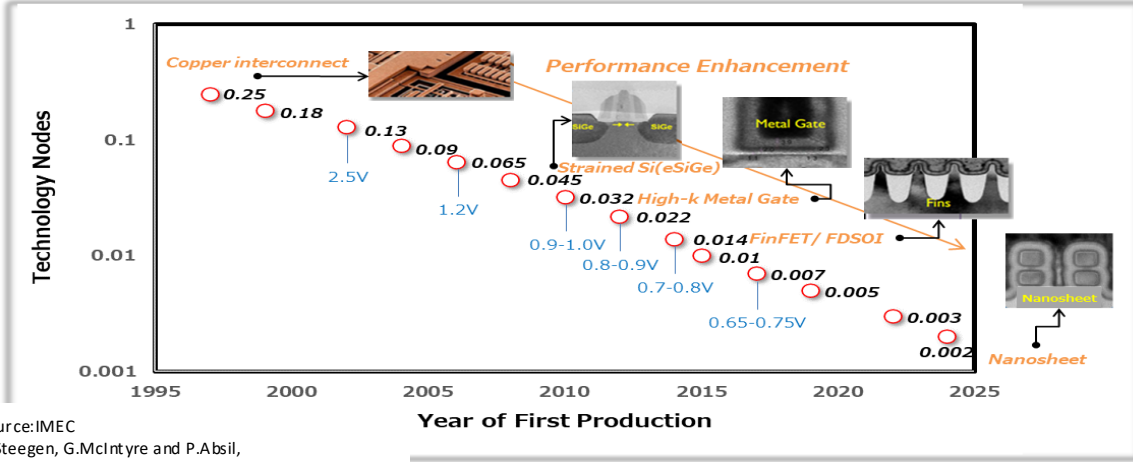 1
Copper interconnect
Performance Enhancement
0.25
0.18
SiGe
SiGe
Metal Gate
0.1
0.13
0.09
0.065
Strained Si(eSiGe)
2.5V
0.045
1.2V
0.032
High-k Metal Gate
Fins
0.022
0.9-1.0V
0.014
FinFET/ FDSOI
0.01
0.01
0.8-0.9V
0.007
0.7-0.8V
0.005
Nanosheet
0.65-0.75V
0.003
0.002
Nanosheet
0.001
Technology Nodes
1995
2000
2005
2010
2015
2020
2025
Year of First Production
urce:IMEC
Steegen, G.McIntyre and P.Absil,